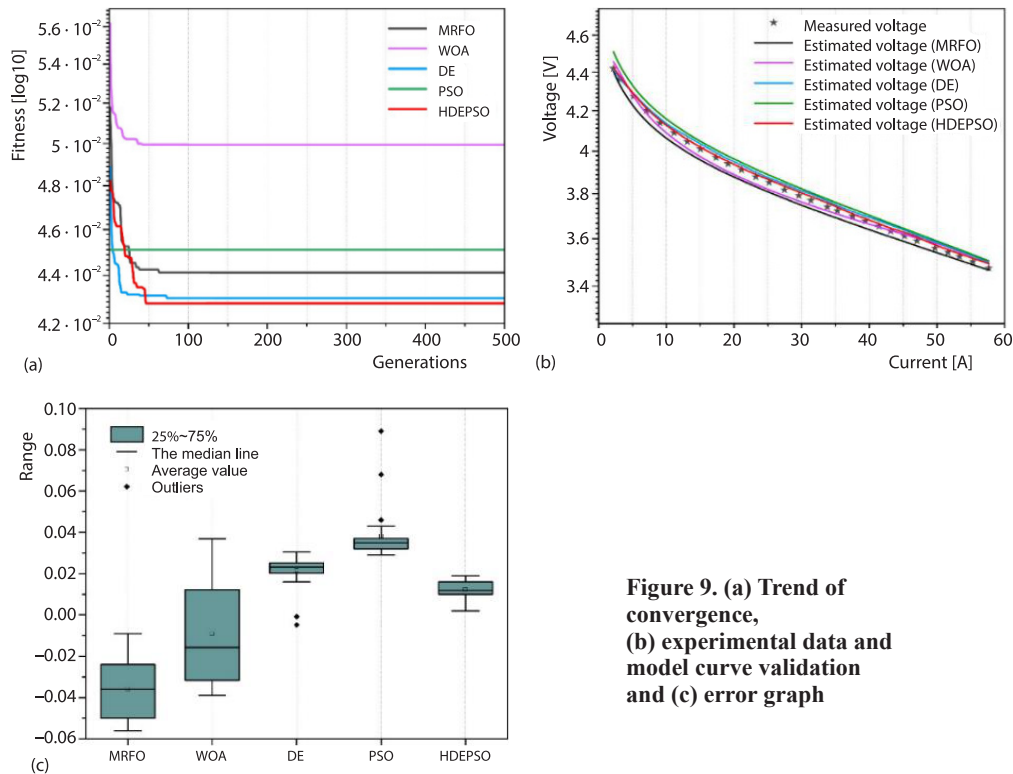 Fitness [log10]
5.6 · 10⁻²
5.4 · 10⁻²
5.2 · 10⁻²
5 · 10⁻²
4.8 · 10⁻²
4.6 · 10⁻²
4.4 · 10⁻²
4.2 · 10⁻²
MRFO
WOA
DE
PSO
HDEPSO
0 100 200 300 400 500
(a)
Generations
Voltage [V]
4.6
4.4
4.2
4
3.8
3.6
3.4
Measured voltage
Estimated voltage (MRFO)
Estimated voltage (WOA)
Estimated voltage (DE)
Estimated voltage (PSO)
Estimated voltage (HDEPSO)
0 10 20 30 40 50 60
(b)
Current [A]
Range
0.10
0.08
0.06
0.04
0.02
0.00
−0.02
−0.04
−0.06
25%~75%
The median line
Average value
Outliers
MRFO WOA DE PSO HDEPSO
(c)
Figure 9. (a) Trend of
convergence,
(b) experimental data and
model curve validation
and (c) error graph